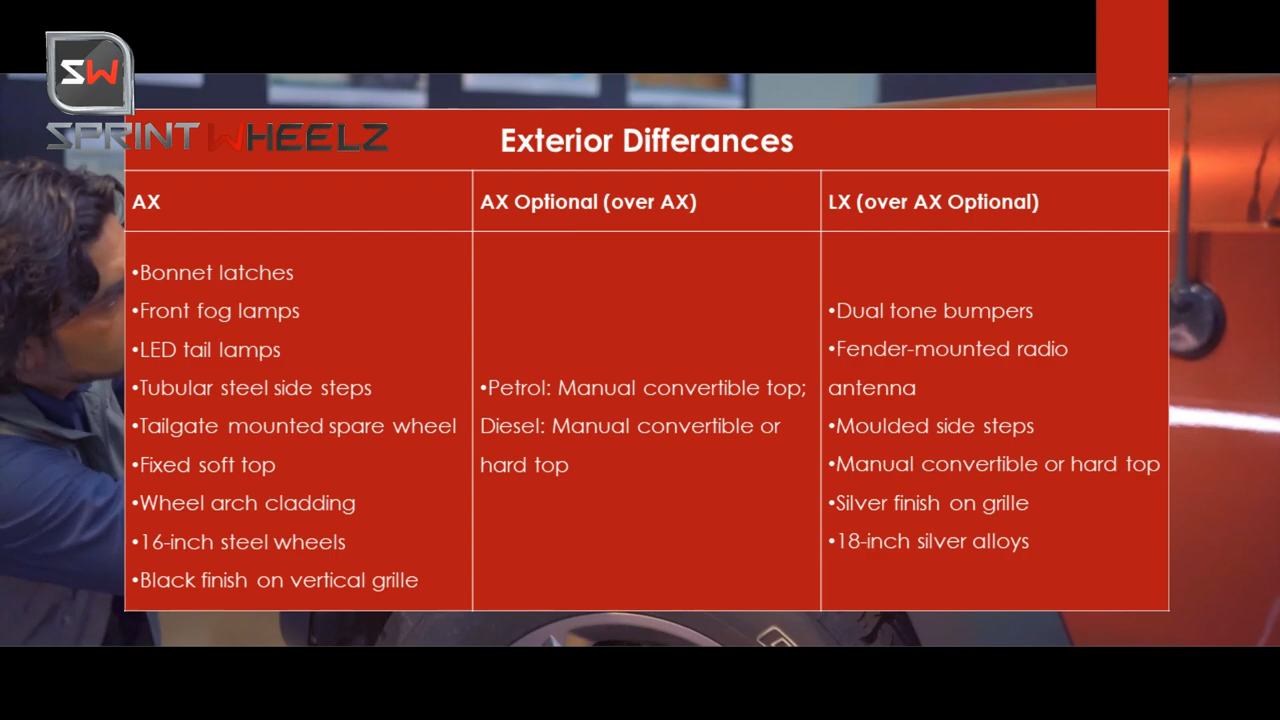 SW
SPRINT WHEELZ
Exterior Differances
AX
AX Optional (over AX)
LX (over AX Optional)
•Bonnet latches
•Front fog lamps
•LED tail lamps
•Tubular steel side steps
•Tailgate mounted spare wheel
•Fixed soft top
•Wheel arch cladding
•16-inch steel wheels
•Black finish on vertical grille
•Petrol: Manual convertible top;
Diesel: Manual convertible or
hard top
•Dual tone bumpers
•Fender-mounted radio
antenna
•Moulded side steps
•Manual convertible or hard top
•Silver finish on grille
•18-inch silver alloys